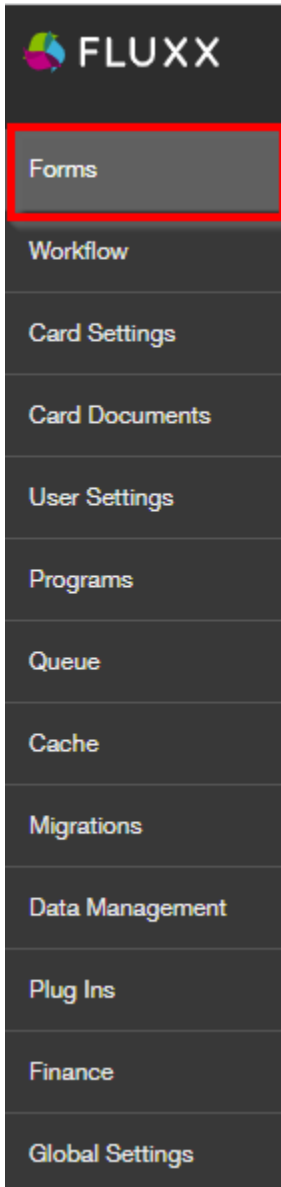 FLUXX
Forms
Workflow
Card Settings
Card Documents
User Settings
Programs
Queue
Cache
Migrations
Data Management
Plug Ins
Finance
Global Settings